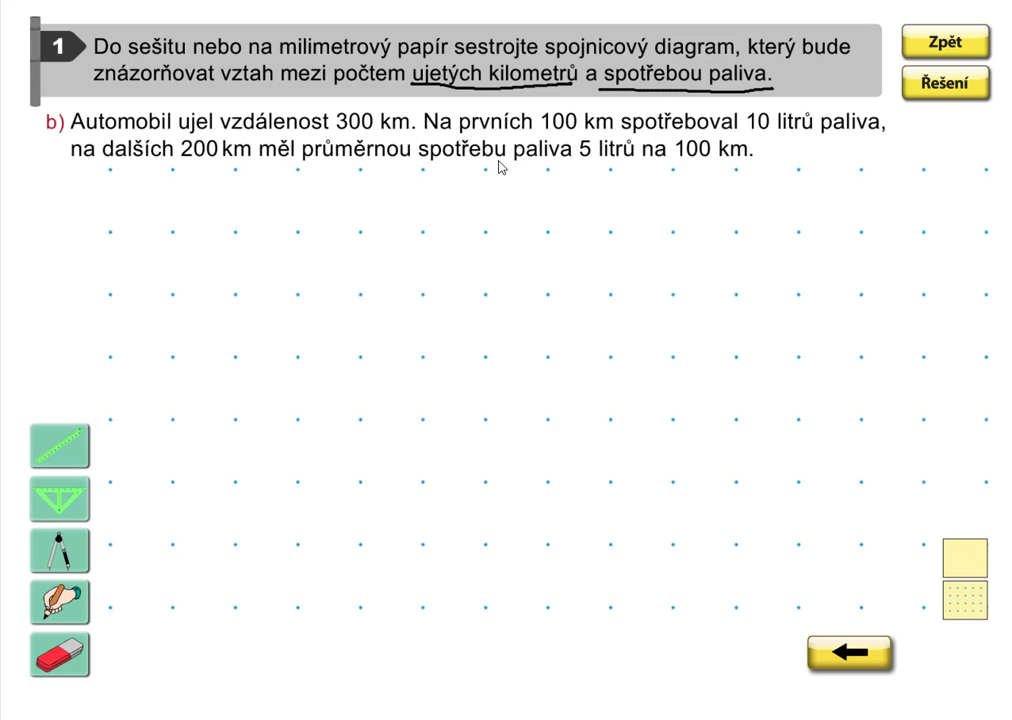 1 Do sešitu nebo na milimetrový papír sestrojte spojnicový diagram, který bude
znázorňovat vztah mezi počtem ujetých kilometrů a spotřebou paliva.
Zpět
Řešení
b) Automobil ujel vzdálenost 300 km. Na prvních 100 km spotřeboval 10 litrů paliva,
na dalších 200 km měl průměrnou spotřebu paliva 5 litrů na 100 km.